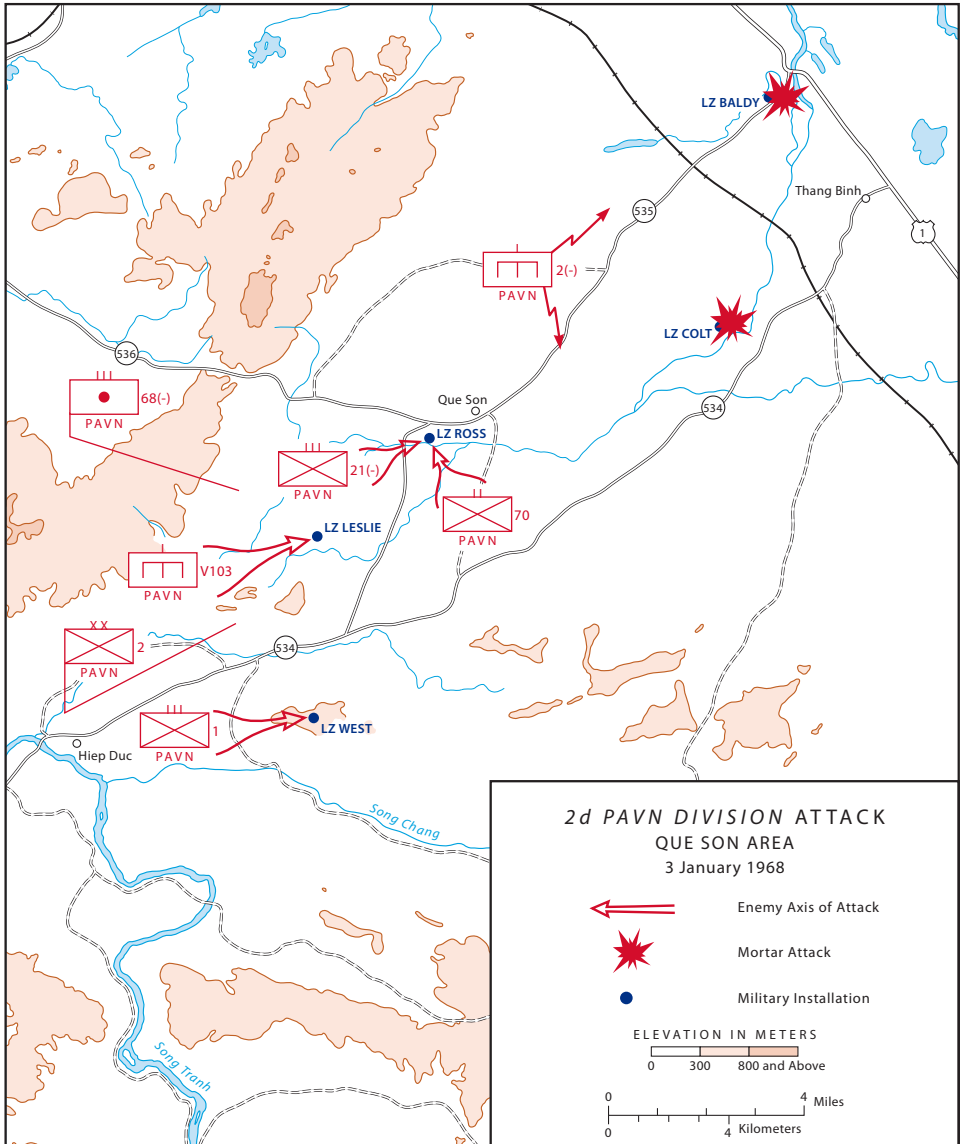 LZ BALDY
Thang Binh
535
1
2(-)
PAVN
LZ COLT
536
68(-)
PAVN
Que Son
534
LZ ROSS
21(-)
PAVN
70
PAVN
LZ LESLIE
V103
PAVN
XX
2
PAVN
534
1
PAVN
LZ WEST
Hiep Duc
Song Chang
Song Tranh
2d PAVN DIVISION ATTACK
QUE SON AREA
3 January 1968
Enemy Axis of Attack
Mortar Attack
Military Installation
ELEVATION IN METERS
0 300 800 and Above
0 4 Miles
0 4 Kilometers